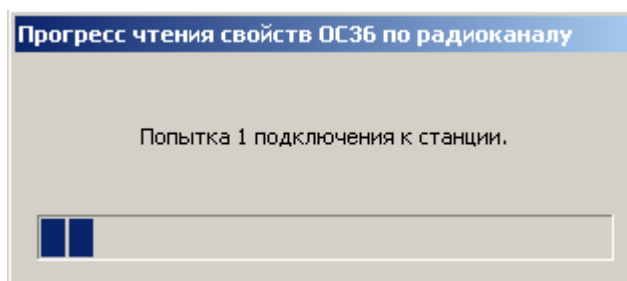 Прогресс чтения свойств ОС36 по радиоканалу
Попытка 1 подключения к станции.